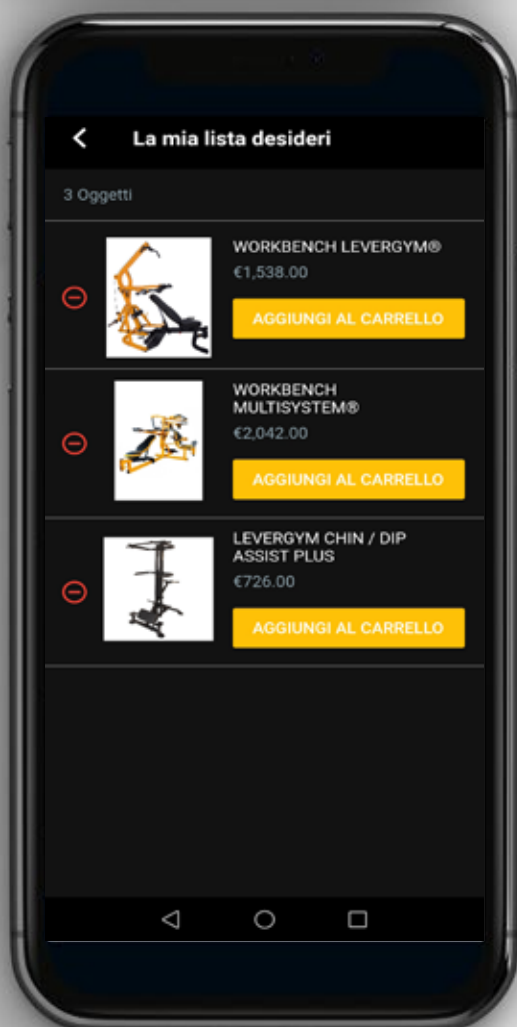 La mia lista desideri
3 Oggetti
WORKBENCH LEVERGYM®
€1,538.00
AGGIUNGI AL CARRELLO
WORKBENCH
MULTISYSTEM®
€2,042.00
AGGIUNGI AL CARRELLO
LEVERGYM CHIN / DIP
ASSIST PLUS
€726.00
AGGIUNGI AL CARRELLO